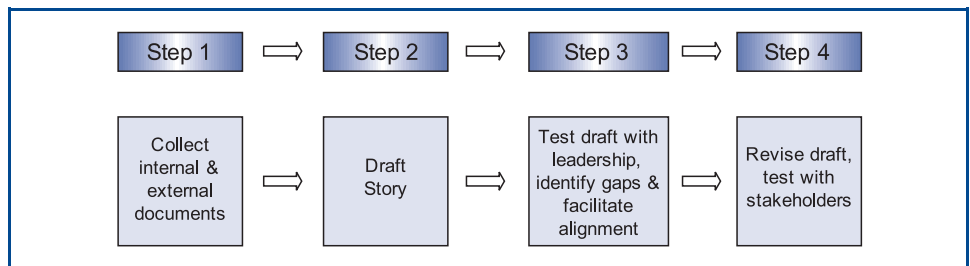 Step 1
Step 2
Step 3
Step 4
Collect
internal &
external
documents
Draft
Story
Test draft with
leadership,
identify gaps &
facilitate
alignment
Revise draft,
test with
stakeholders